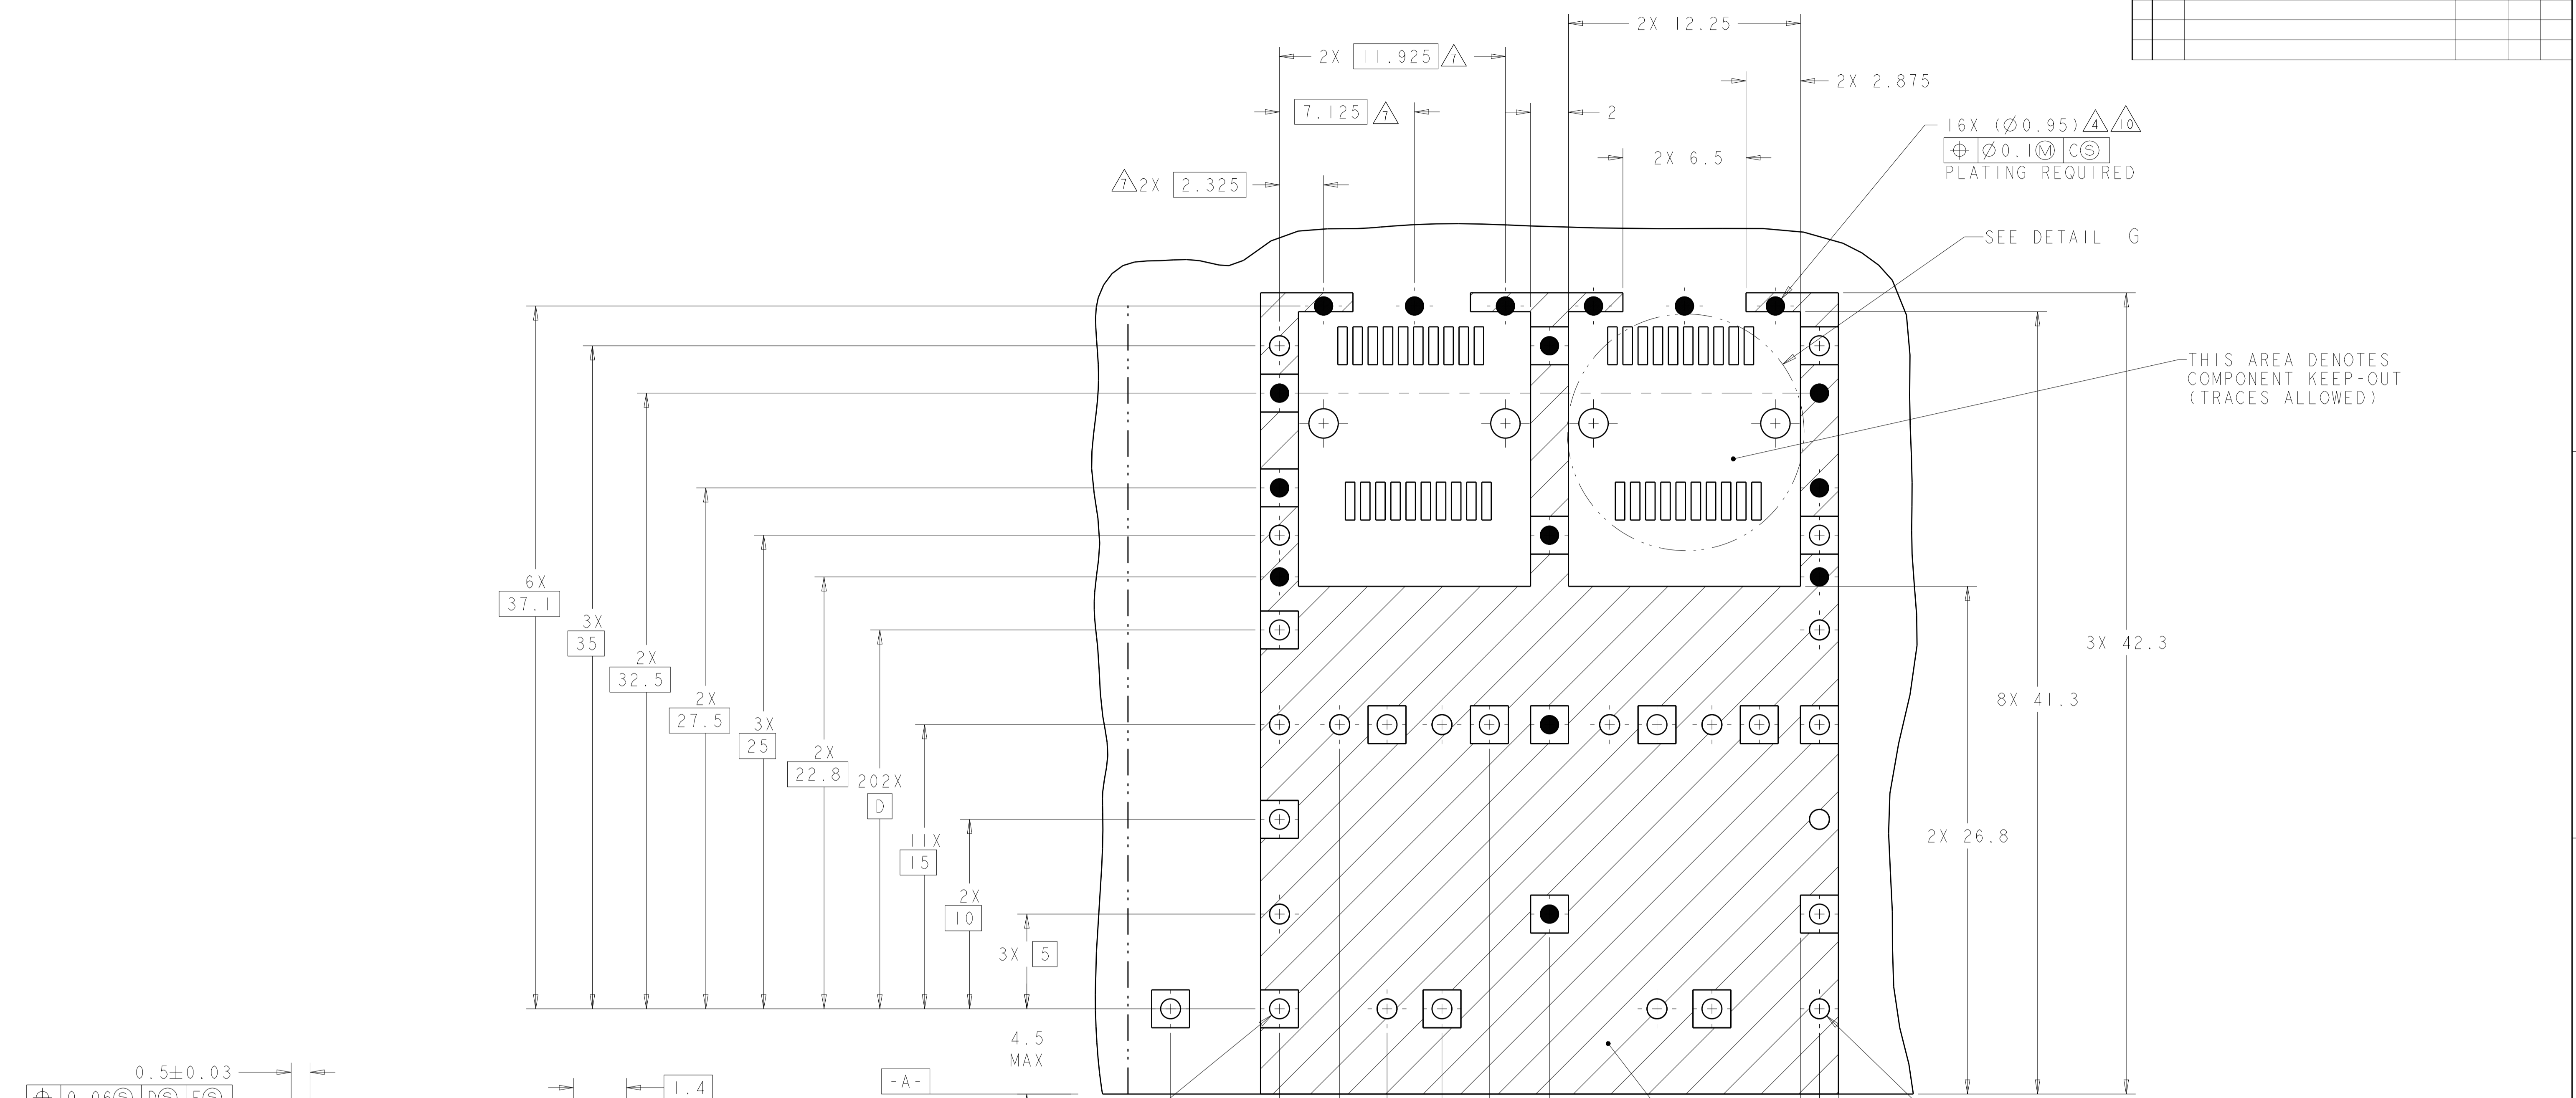 2X 12.25
2X 11.925 7
2X 2.875
7.125 7
2
16X (Ø0.95) 4 10
⌖ Ø0.1Ⓜ CⓈ
PLATING REQUIRED
2X 6.5
7 2X 2.325
SEE DETAIL G
THIS AREA DENOTES
COMPONENT KEEP-OUT
(TRACES ALLOWED)
6X
37.1
3X
35
2X
32.5
3X 42.3
2X
27.5
8X 41.3
3X
25
2X
22.8
202X
D
11X
15
2X 26.8
2X
10
3X 5
4.5
MAX
0.5±0.03
⌖ 0.06Ⓢ DⓈ EⓈ
1.4
-A-